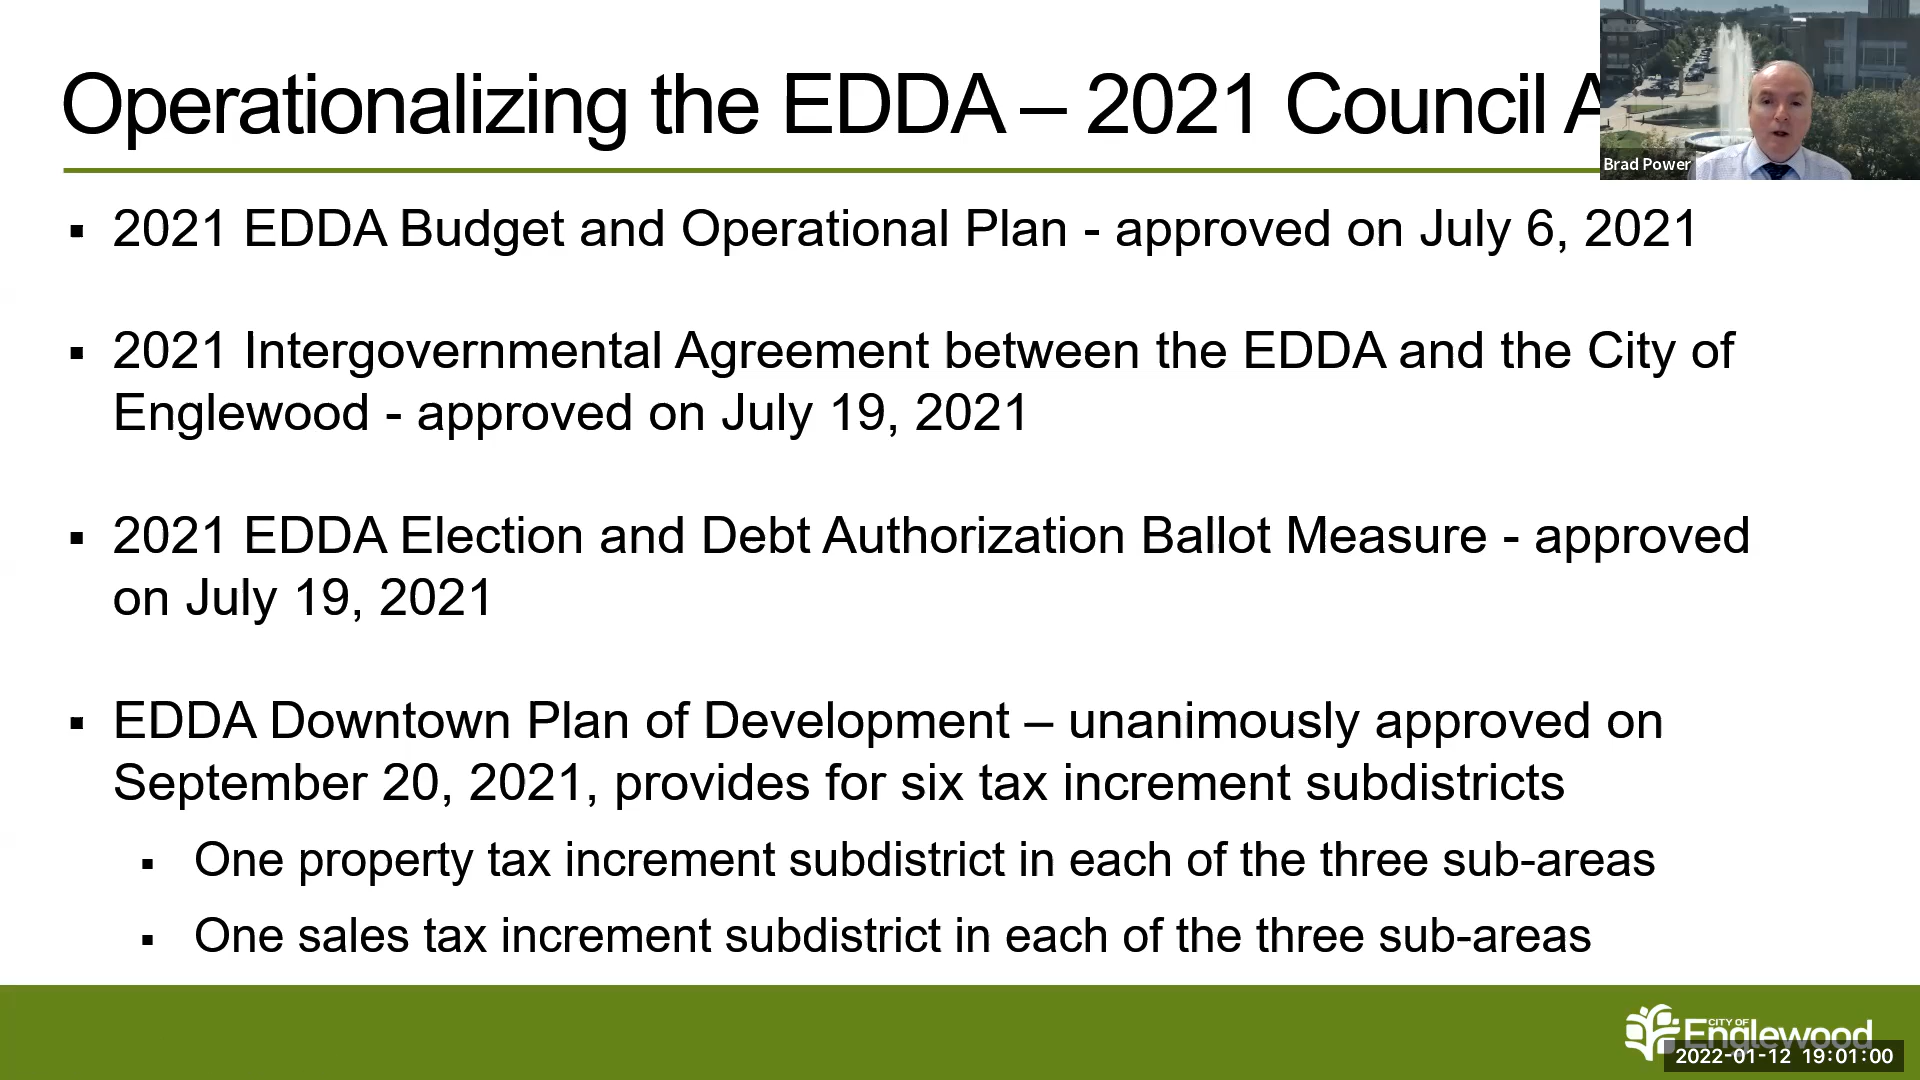 Operationalizing the EDDA – 2021 Council A
Brad Power
▪ 2021 EDDA Budget and Operational Plan - approved on July 6, 2021
▪ 2021 Intergovernmental Agreement between the EDDA and the City of
Englewood - approved on July 19, 2021
▪ 2021 EDDA Election and Debt Authorization Ballot Measure - approved
on July 19, 2021
▪ EDDA Downtown Plan of Development – unanimously approved on
September 20, 2021, provides for six tax increment subdistricts
▪ One property tax increment subdistrict in each of the three sub-areas
▪ One sales tax increment subdistrict in each of the three sub-areas
CITY OF
Englewood
2022-01-12 19:01:00